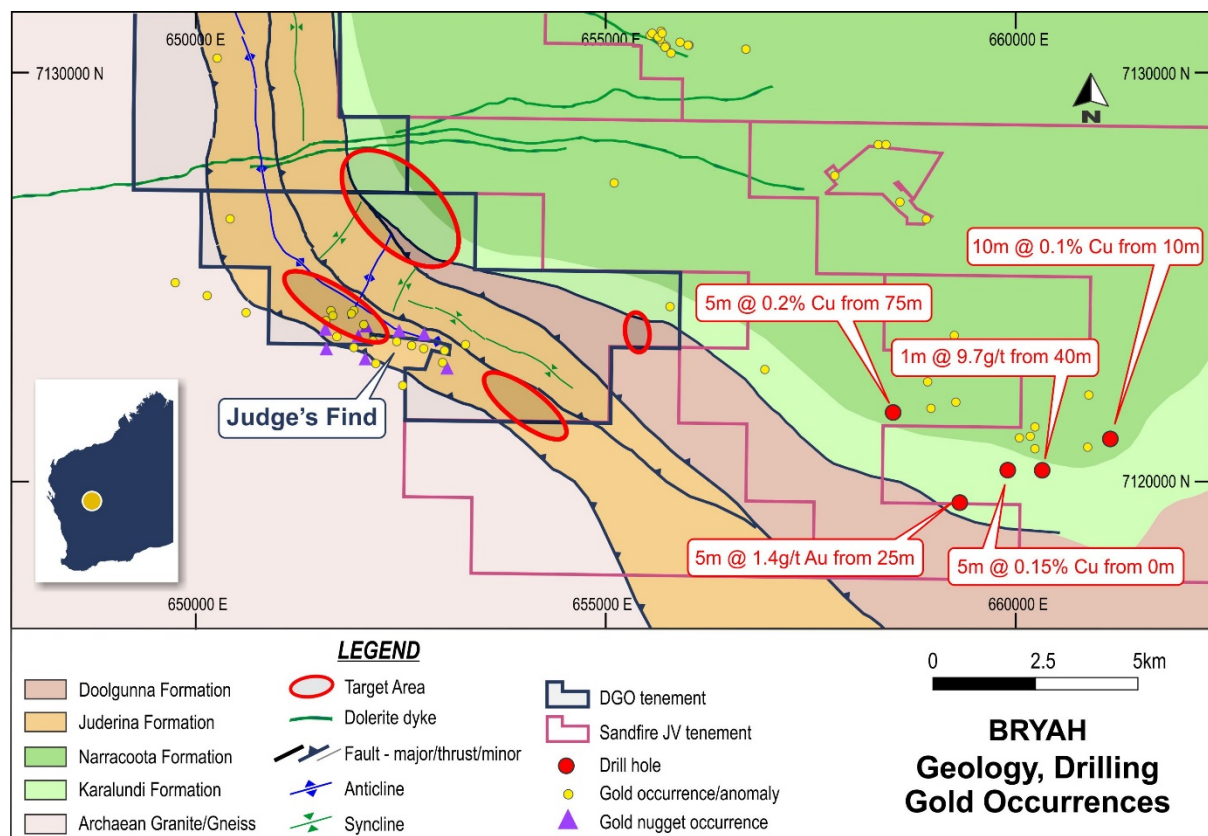 650000 E
655000 E
660000 E
7130000 N
7130000 N
N
10m @ 0.1% Cu from 10m
5m @ 0.2% Cu from 75m
1m @ 9.7g/t from 40m
Judge's Find
7120000 N
5m @ 1.4g/t Au from 25m
5m @ 0.15% Cu from 0m
650000 E
655000 E
660000 E
LEGEND
Doolgunna Formation
Juderina Formation
Narracoota Formation
Karalundi Formation
Archaean Granite/Gneiss
Target Area
Dolerite dyke
Fault - major/thrust/minor
Anticline
Syncline
DGO tenement
Sandfire JV tenement
Drill hole
Gold occurrence/anomaly
Gold nugget occurrence
0 2.5 5km
BRYAH
Geology, Drilling
Gold Occurrences